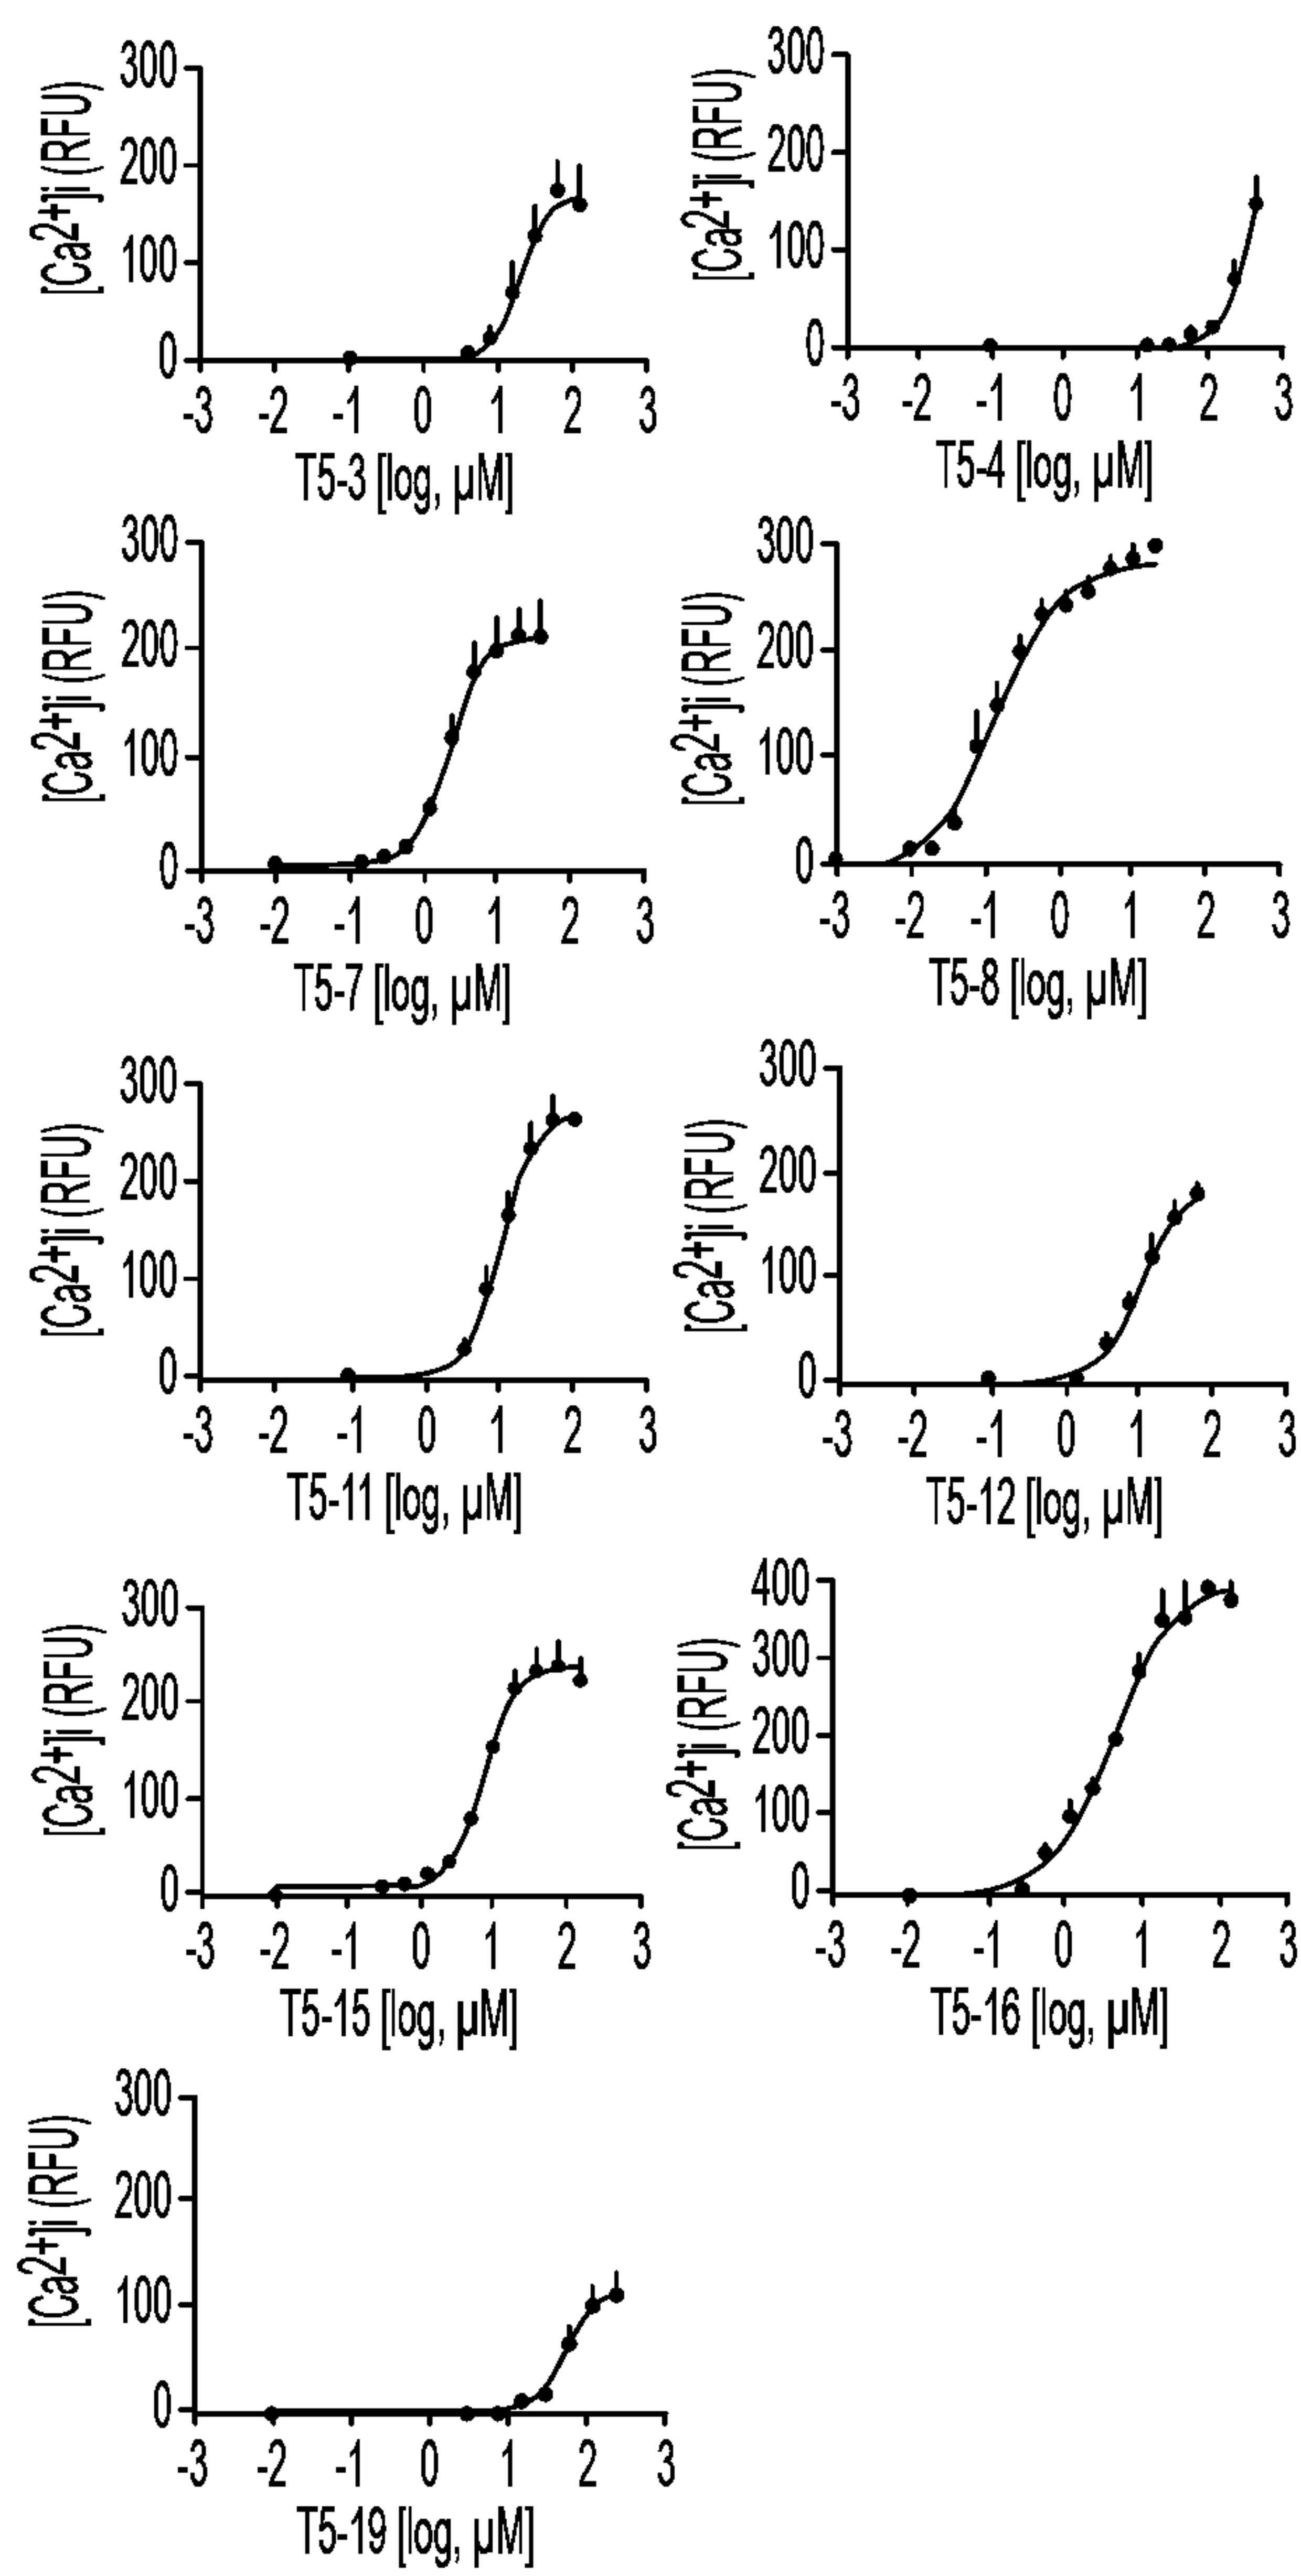 [Ca2+]i (RFU)
300
200
100
0
-3 -2 -1 0 1 2 3
T5-3 [log, µM]
[Ca2+]i (RFU)
300
200
100
0
-3 -2 -1 0 1 2 3
T5-4 [log, µM]
[Ca2+]i (RFU)
300
200
100
0
-3 -2 -1 0 1 2 3
T5-7 [log, µM]
[Ca2+]i (RFU)
300
200
100
0
-3 -2 -1 0 1 2 3
T5-8 [log, µM]
[Ca2+]i (RFU)
300
200
100
0
-3 -2 -1 0 1 2 3
T5-11 [log, µM]
[Ca2+]i (RFU)
300
200
100
0
-3 -2 -1 0 1 2 3
T5-12 [log, µM]
[Ca2+]i (RFU)
300
200
100
0
-3 -2 -1 0 1 2 3
T5-15 [log, µM]
[Ca2+]i (RFU)
400
300
200
100
0
-3 -2 -1 0 1 2 3
T5-16 [log, µM]
[Ca2+]i (RFU)
300
200
100
0
-3 -2 -1 0 1 2 3
T5-19 [log, µM]